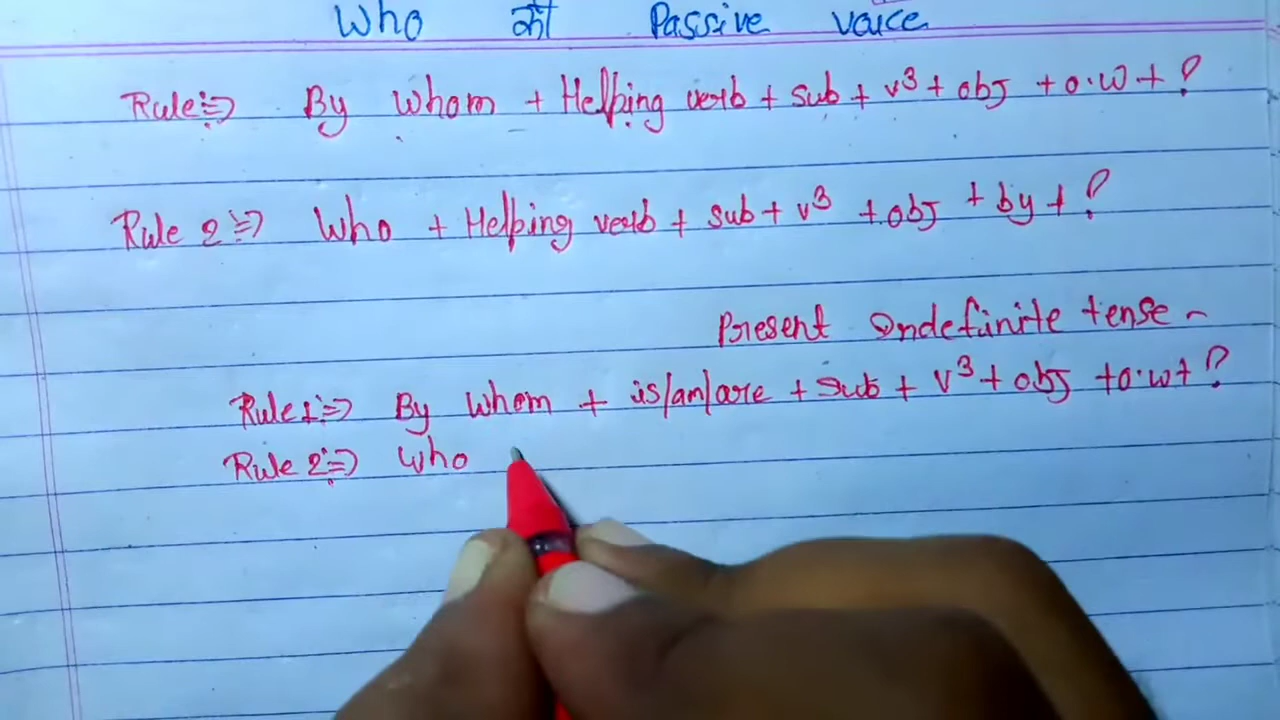 Who का Passive voice
Rule:⇒ By whom + Helping verb + sub + v³ + obj + o.w + ?
Rule 2:⇒ Who + Helping verb + sub + v³ + obj + by + ?
Present Indefinite tense -
Rule 1:⇒ By whom + is/am/are + sub + v³ + obj + o.w + ?
Rule 2:⇒ Who